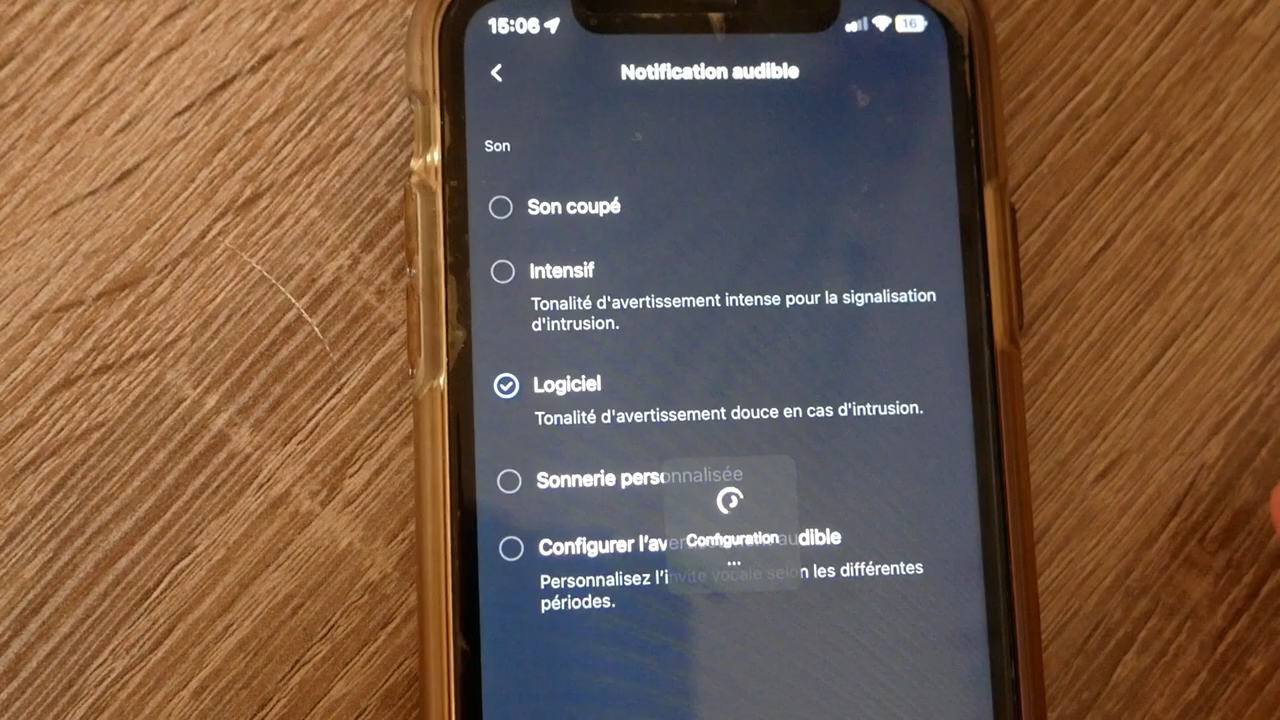 15:06
16
Notification audible
Son
Son coupé
Intensif
Tonalité d'avertissement intense pour la signalisation
d'intrusion.
Logiciel
Tonalité d'avertissement douce en cas d'intrusion.
Sonnerie personnalisée
Configuration
...
Configurer l'avertissement audible
Personnalisez l'invite vocale selon les différentes
périodes.